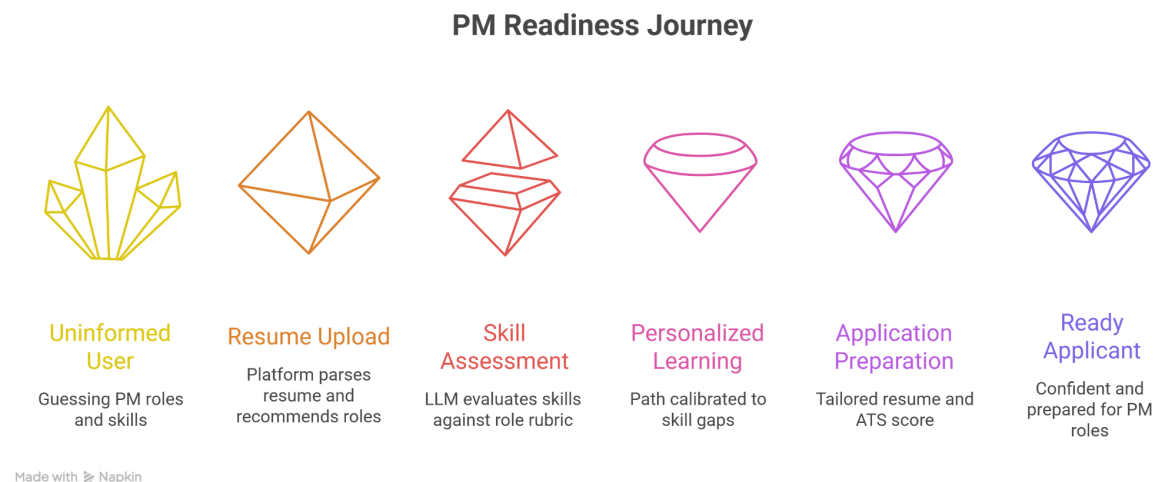 PM Readiness Journey
Uninformed
User
Guessing PM roles
and skills
Resume Upload
Platform parses
resume and
recommends roles
Skill
Assessment
LLM evaluates skills
against role rubric
Personalized
Learning
Path calibrated to
skill gaps
Application
Preparation
Tailored resume and
ATS score
Ready
Applicant
Confident and
prepared for PM
roles
Made with Napkin